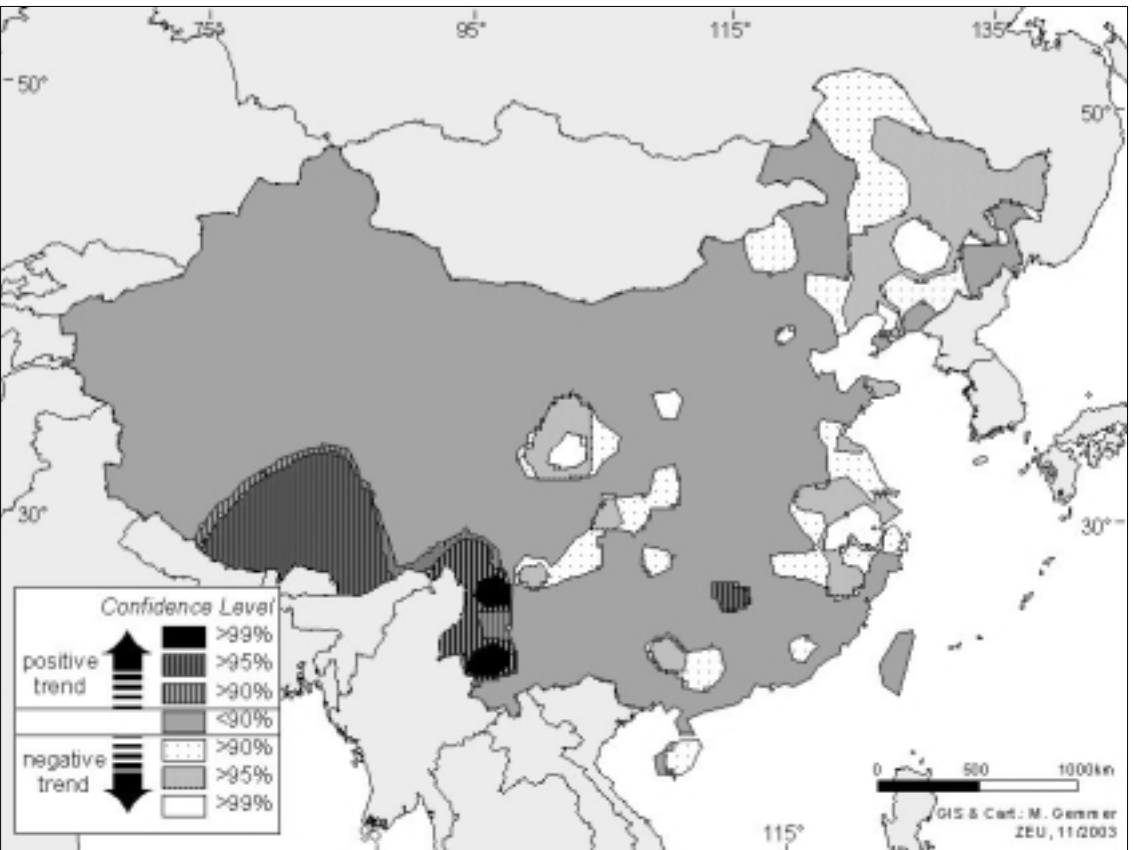 75° 95° 115° 135°
50° 50°
30° 30°
Confidence Level
>99%
positive trend
>95%
>90%
<90%
>90%
negative trend
>95%
>99%
95°
115°
0 500 1000km
GIS & Cart.: M. Gemmer
ZEU, 11/2003